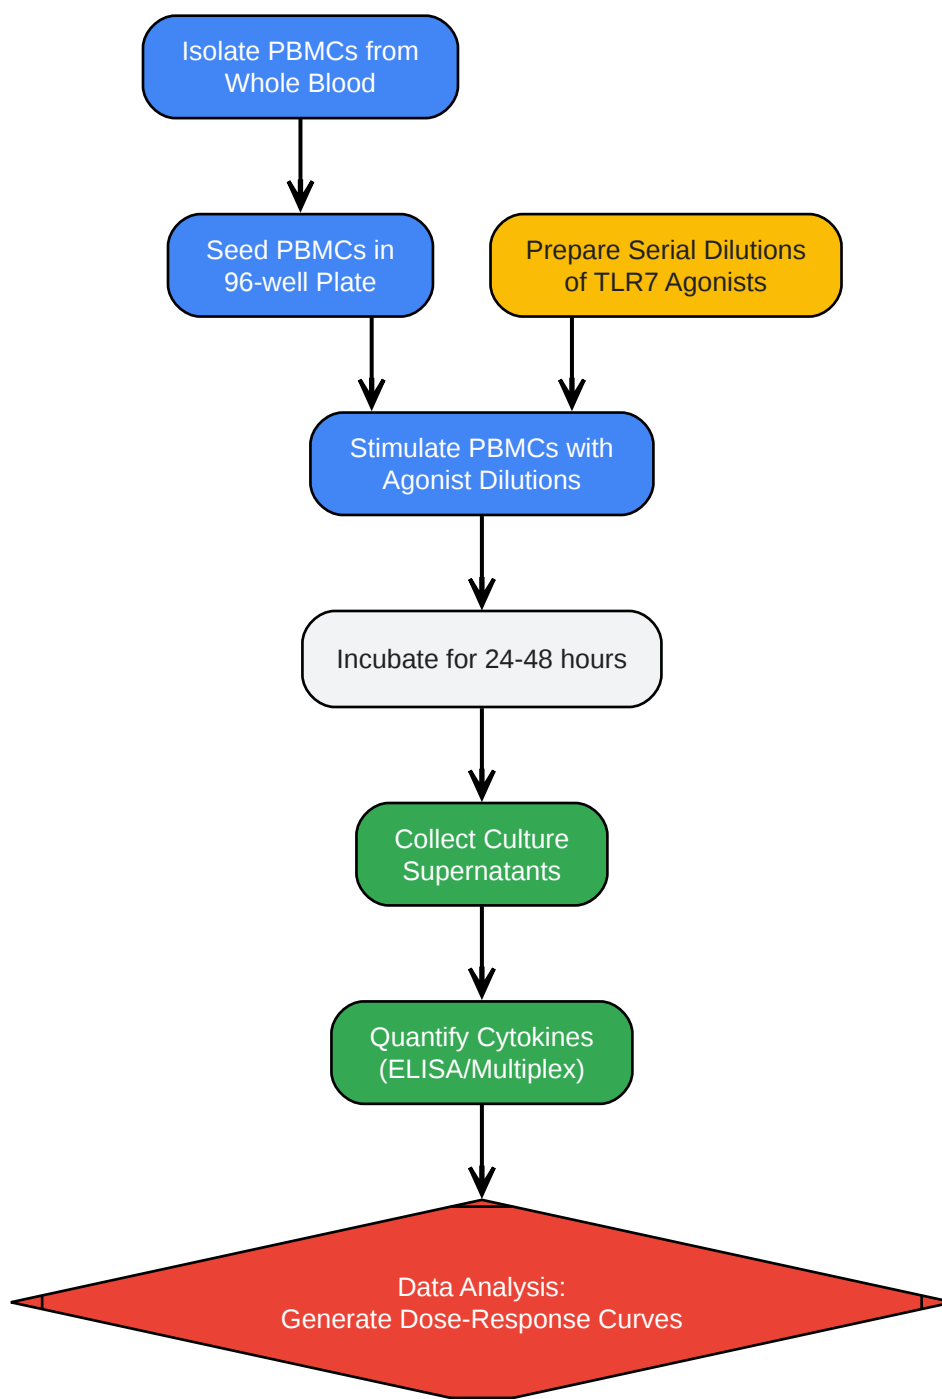 Isolate PBMCs from
Whole Blood
Seed PBMCs in
96-well Plate
Prepare Serial Dilutions
of TLR7 Agonists
Stimulate PBMCs with
Agonist Dilutions
Incubate for 24-48 hours
Collect Culture
Supernatants
Quantify Cytokines
(ELISA/Multiplex)
Data Analysis:
Generate Dose-Response Curves